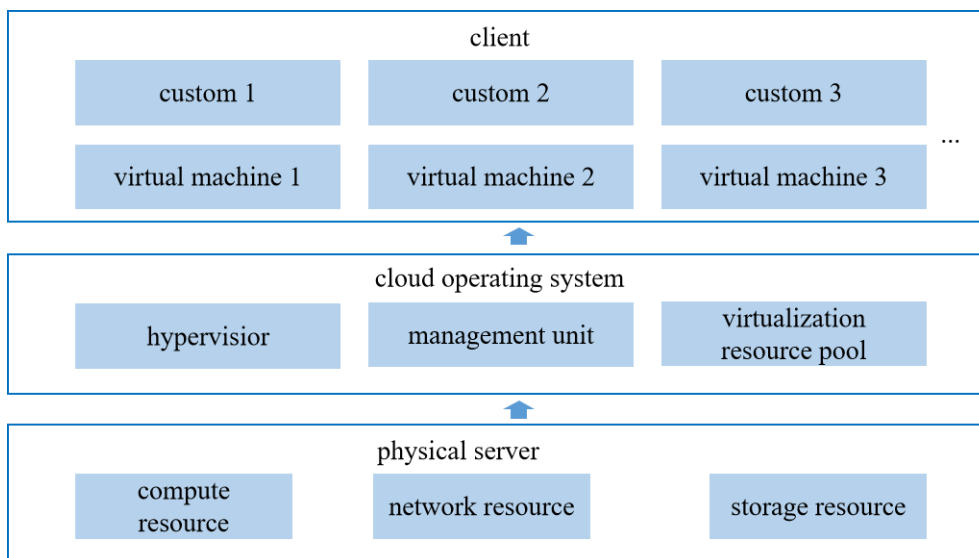 client
custom 1
custom 2
custom 3
...
virtual machine 1
virtual machine 2
virtual machine 3
cloud operating system
hypervisior
management unit
virtualization
resource pool
physical server
compute
resource
network resource
storage resource